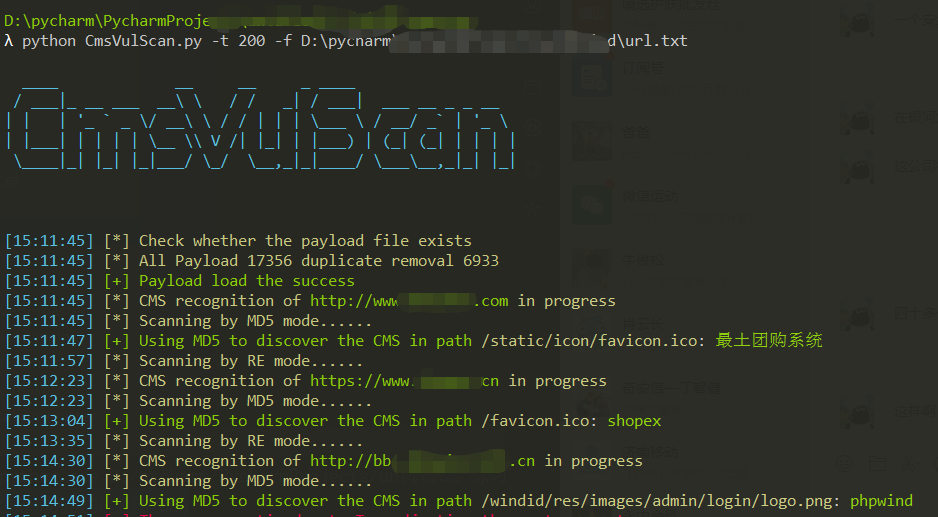 D:\pycharm\PycharmProje
λ python CmsVulScan.py -t 200 -f D:\pycharm\ d\url.txt
CmsVulScan
[15:11:45] [*] Check whether the payload file exists
[15:11:45] [*] All Payload 17356 duplicate removal 6933
[15:11:45] [+] Payload load the success
[15:11:45] [*] CMS recognition of http://www .com in progress
[15:11:45] [*] Scanning by MD5 mode......
[15:11:47] [+] Using MD5 to discover the CMS in path /static/icon/favicon.ico: 最土团购系统
[15:11:57] [*] Scanning by RE mode......
[15:12:23] [*] CMS recognition of https://www. cn in progress
[15:12:23] [*] Scanning by MD5 mode......
[15:13:04] [+] Using MD5 to discover the CMS in path /favicon.ico: shopex
[15:13:35] [*] Scanning by RE mode......
[15:14:30] [*] CMS recognition of http://bb .cn in progress
[15:14:30] [*] Scanning by MD5 mode......
[15:14:49] [+] Using MD5 to discover the CMS in path /windid/res/images/admin/login/logo.png: phpwind